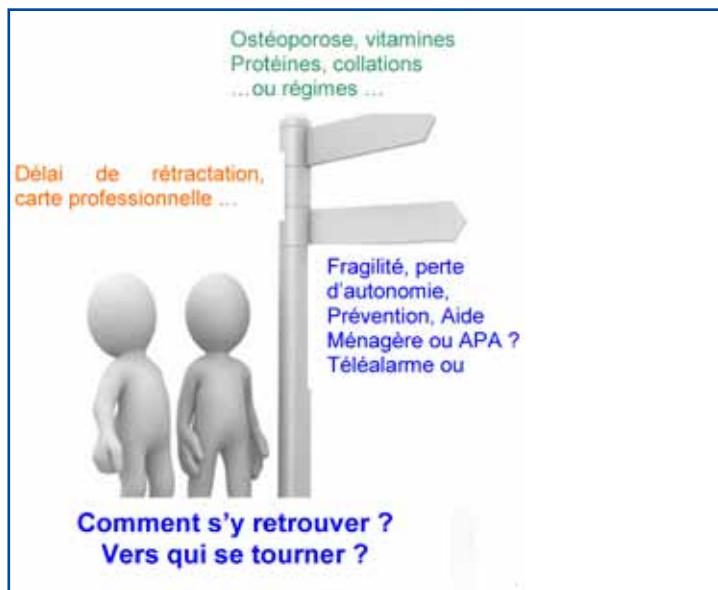 Ostéoporose, vitamines
Protéines, collations
…ou régimes …
Délai de rétractation,
carte professionnelle …
Fragilité, perte
d'autonomie,
Prévention, Aide
Ménagère ou APA ?
Téléalarme ou
Comment s'y retrouver ?
Vers qui se tourner ?